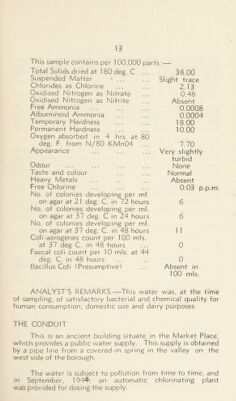 13
This sample contains per 100,000 parts :—
Total Solids dried at 180 deg. C ... 38.00
Suspended Matter ... Slight trace
Chlorides as Chlorine ... ... 2.13
Oxidised Nitrogen as Nitrate ... 0.48
Oxidised Nitrogen as Nitrite ... Absent
Free Ammonia ... ... ... 0.0008
Albuminoid Ammonia ... ... 0.0004
Temporary Hardness ... ... 18.00
Permanent Hardness ... ... 10.00
Oxygen absorbed in 4 hrs. at 80
deg. F. from N/80 KMn04 ... 7.70
Appearance ... ... ... Very slightly
turbid
Odour ... ... ... ... None
Taste and colour ... ... Normal
Heavy Metals ... ... ... Absent
Free Chlorine ... ... ... 0.03 p.p.m.
No. of colonies developing per ml.
on agar at 21 deg. C. in 72 hours 6
No. of colonies developing per ml.
on agar at 37 deg. C in 24 hours 6
No. of colonies developing per ml.
on agar at 37 deg. C. in 48 hours 11
Coli-aerogenes count per 100 mls.
at 37 deg C. in 48 hours ... 0
Faecal coli count per 10 mls. at 44
deg. C. in 48 hours ... ... 0
Bacillus Coli (Presumptive) ... Absent in
100 mls.
ANALYST'S REMARKS.—This water was, at the time
of sampling, of satisfactory bacterial and chemical quality for
human consumption, domestic use and dairy purposes.
THE CONDUIT
This is an ancient building situate in the Market Place,
which provides a public water supply. This supply is obtained
by a pipe line from a covered-in spring in the valley on the
west side of the borough.
The water is subject to pollution from time to time, and
in September, an automatic chlorinating plant
was provided for dosing the supply.